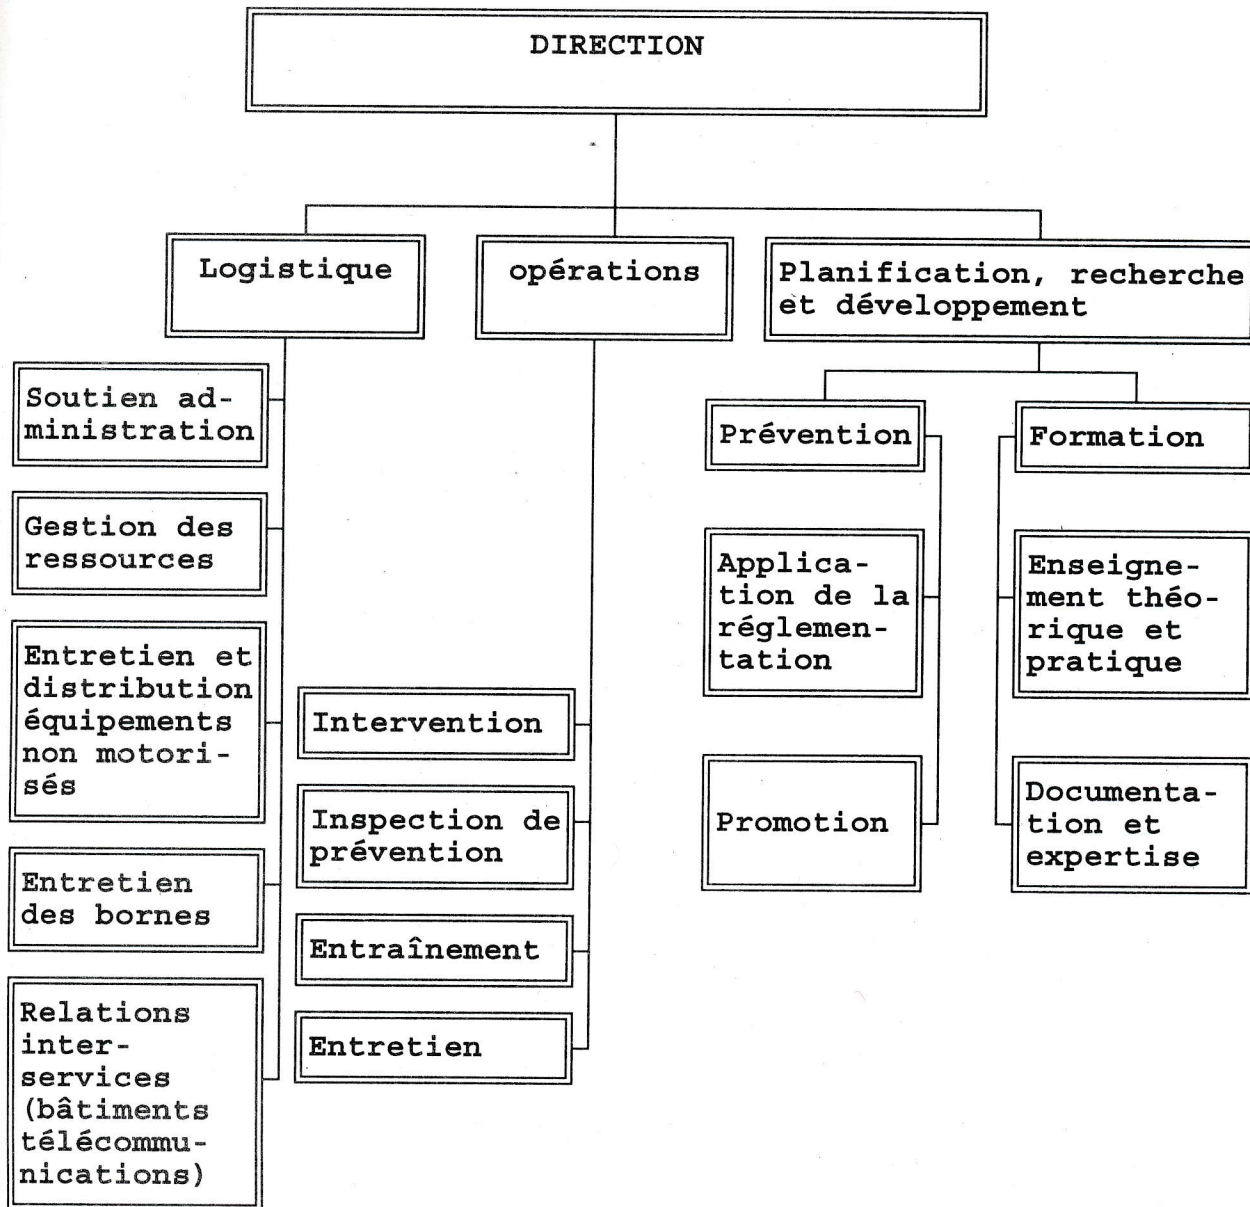 DIRECTION
Logistique
opérations
Planification, recherche
et développement
Soutien ad-
ministration
Gestion des
ressources
Entretien et
distribution
équipements
non motori-
sés
Entretien
des bornes
Relations
inter-
services
(bâtiments
télécommu-
nications)
Intervention
Inspection de
prévention
Entraînement
Entretien
Prévention
Applica-
tion de la
réglemen-
tation
Promotion
Formation
Enseigne-
ment théo-
rique et
pratique
Documenta-
tion et
expertise